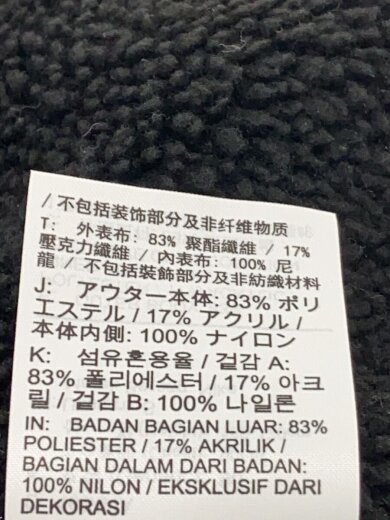 / 不包括装饰部分及非纤维物质
T: 外表布: 83% 聚酯纖維 / 17%
壓克力纖維 / 內表布: 100% 尼
龍 / 不包括裝飾部分及非紡織材料
J: アウター本体: 83% ポリ
エステル / 17% アクリル /
本体内側: 100% ナイロン
K: 섬유혼용율 / 겉감 A:
83% 폴리에스터 / 17% 아크
릴 / 겉감 B: 100% 나일론
IN: BADAN BAGIAN LUAR: 83%
POLIESTER / 17% AKRILIK /
BAGIAN DALAM DARI BADAN:
100% NILON / EKSKLUSIF DARI
DEKORASI